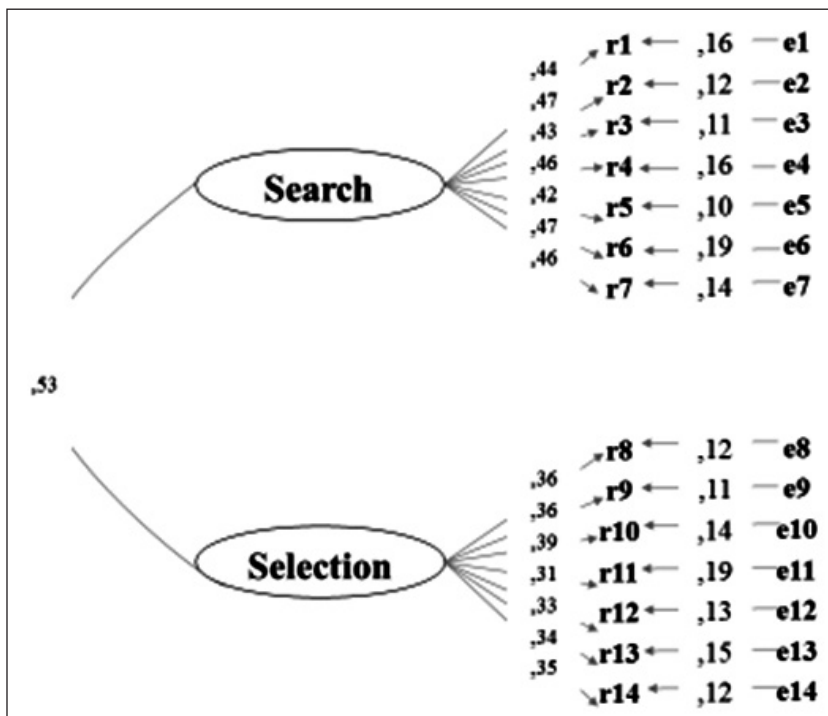 r1 ,16 e1
,44
r2 ,12 e2
,47
r3 ,11 e3
,43
Search
r4 ,16 e4
,46
,42
r5 ,10 e5
,47
r6 ,19 e6
,46
r7 ,14 e7
,53
r8 ,12 e8
,36
r9 ,11 e9
,36
r10 ,14 e10
,39
Selection
r11 ,19 e11
,31
r12 ,13 e12
,33
,34
r13 ,15 e13
,35
r14 ,12 e14